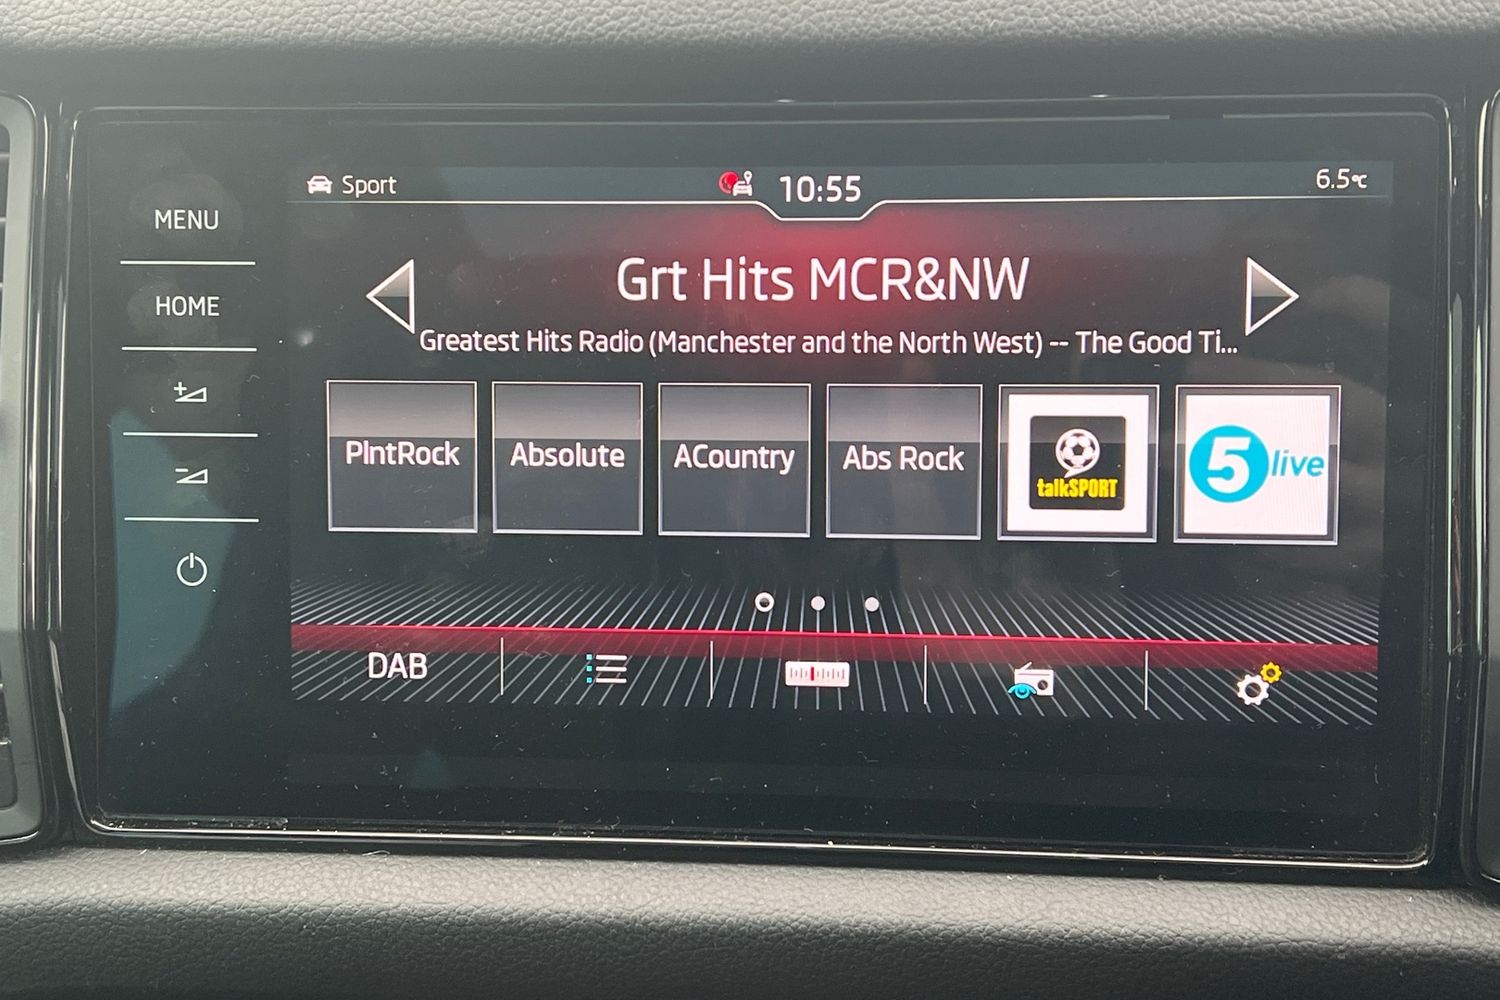 Sport
10:55
6.5°C
MENU
HOME
Grt Hits MCR&NW
Greatest Hits Radio (Manchester and the North West) -- The Good Ti...
PlntRock
Absolute
ACountry
Abs Rock
talkSPORT
5 live
DAB